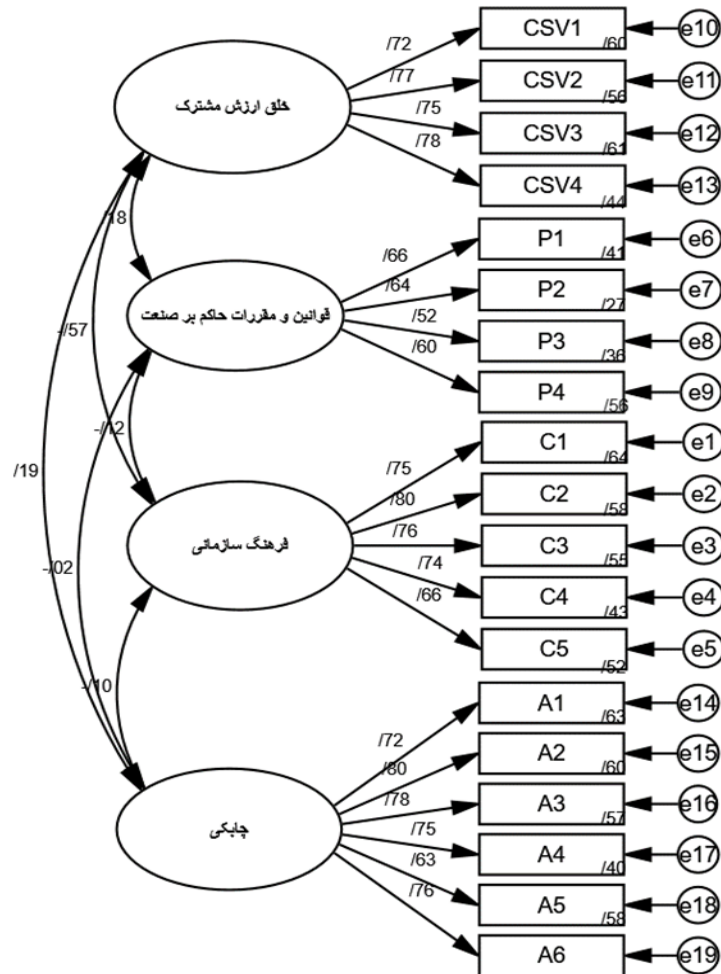 خلق ارزش مشترک
قوانین و مقررات حاکم بر صنعت
فرهنگ سازمانی
چابکی
/72
/77
/75
/78
/66
/64
/52
/60
/75
/80
/76
/74
/66
/72
/80
/78
/75
/63
/76
18
-/57
-/12
/19
-/02
-/10
CSV1 /60 e10
CSV2 /56 e11
CSV3 /61 e12
CSV4 /44 e13
P1 /41 e6
P2 /27 e7
P3 /36 e8
P4 /56 e9
C1 /64 e1
C2 /58 e2
C3 /55 e3
C4 /43 e4
C5 /52 e5
A1 /63 e14
A2 /60 e15
A3 /57 e16
A4 /40 e17
A5 /58 e18
A6 e19